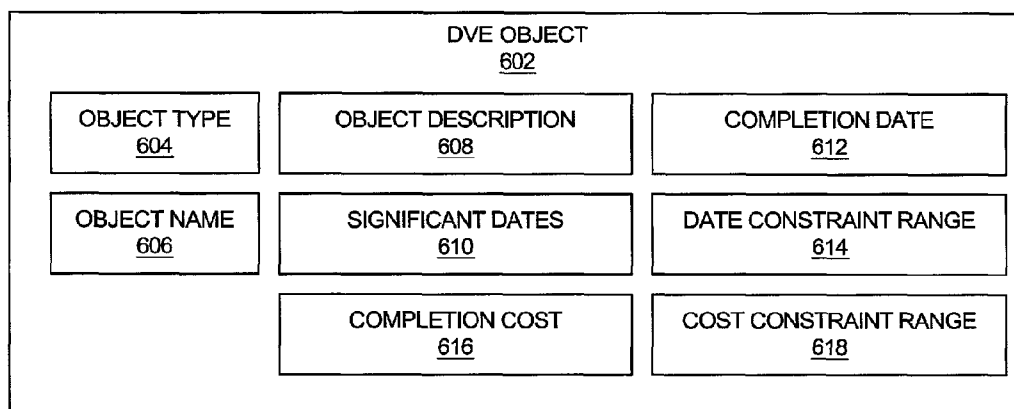 DVE OBJECT
602
OBJECT TYPE
604
OBJECT DESCRIPTION
608
COMPLETION DATE
612
OBJECT NAME
606
SIGNIFICANT DATES
610
DATE CONSTRAINT RANGE
614
COMPLETION COST
616
COST CONSTRAINT RANGE
618